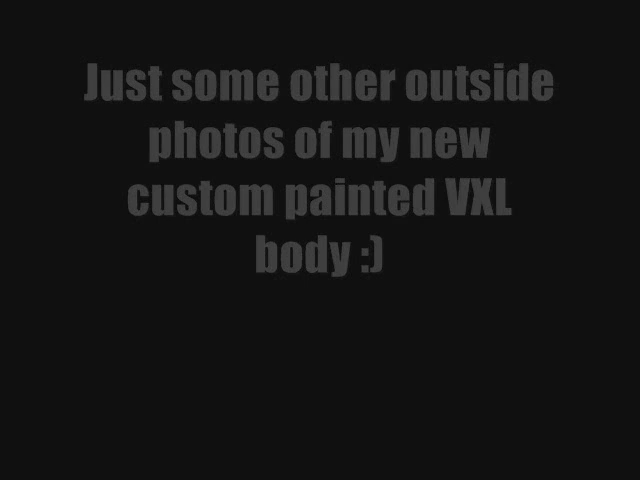 Just some other outside
photos of my new
custom painted VXL
body :)